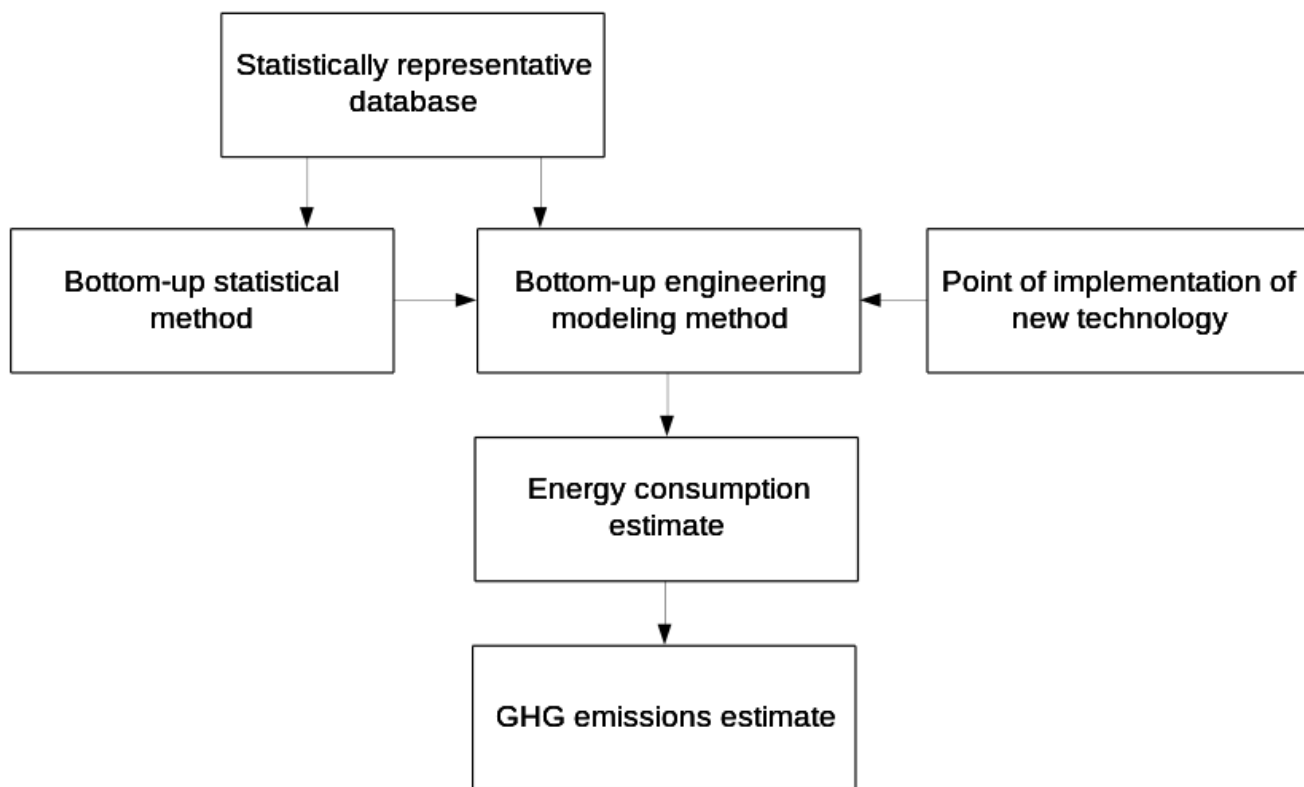 Statistically representative
database
Bottom-up statistical
method
Bottom-up engineering
modeling method
Point of implementation of
new technology
Energy consumption
estimate
GHG emissions estimate